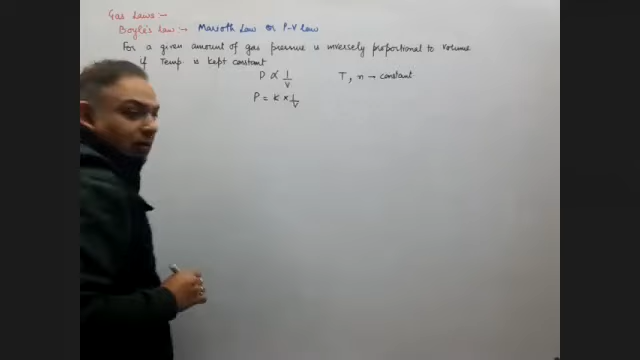 Gas Laws :-
Boyle's Law :- Marroth Law or P-V Law
For a given amount of gas pressure is inversely proportional to volume
if Temp is kept constant
P ∝ 1/V T, n → constant
P = K × 1/V